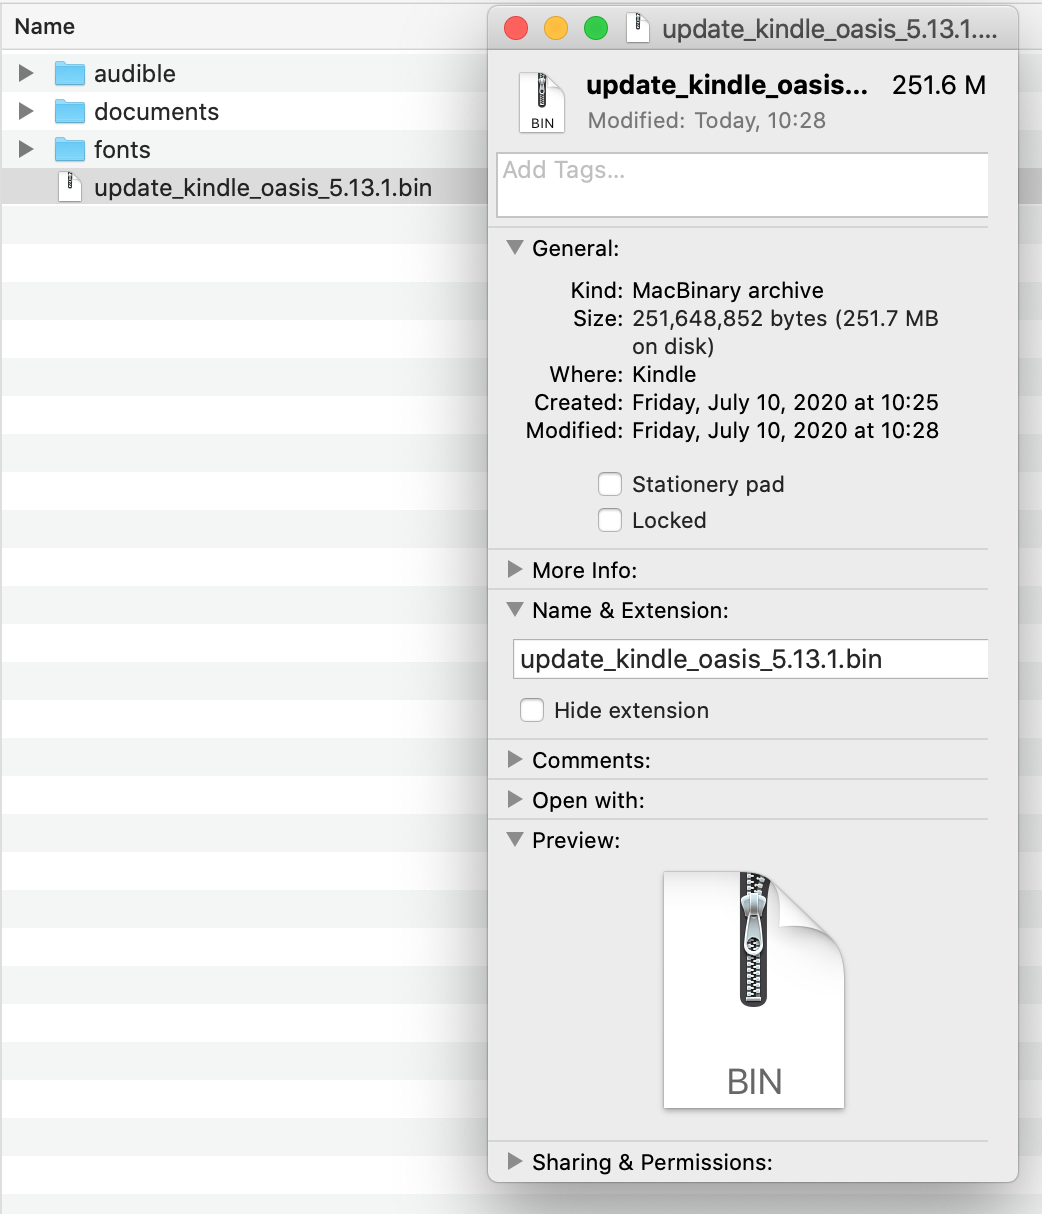 Name
audible
documents
fonts
update_kindle_oasis_5.13.1.bin
update_kindle_oasis_5.13.1....
BIN
update_kindle_oasis... 251.6 M
Modified: Today, 10:28
Add Tags...
General:
Kind: MacBinary archive
Size: 251,648,852 bytes (251.7 MB
on disk)
Where: Kindle
Created: Friday, July 10, 2020 at 10:25
Modified: Friday, July 10, 2020 at 10:28
Stationery pad
Locked
More Info:
Name & Extension:
update_kindle_oasis_5.13.1.bin
Hide extension
Comments:
Open with:
Preview:
BIN
Sharing & Permissions: